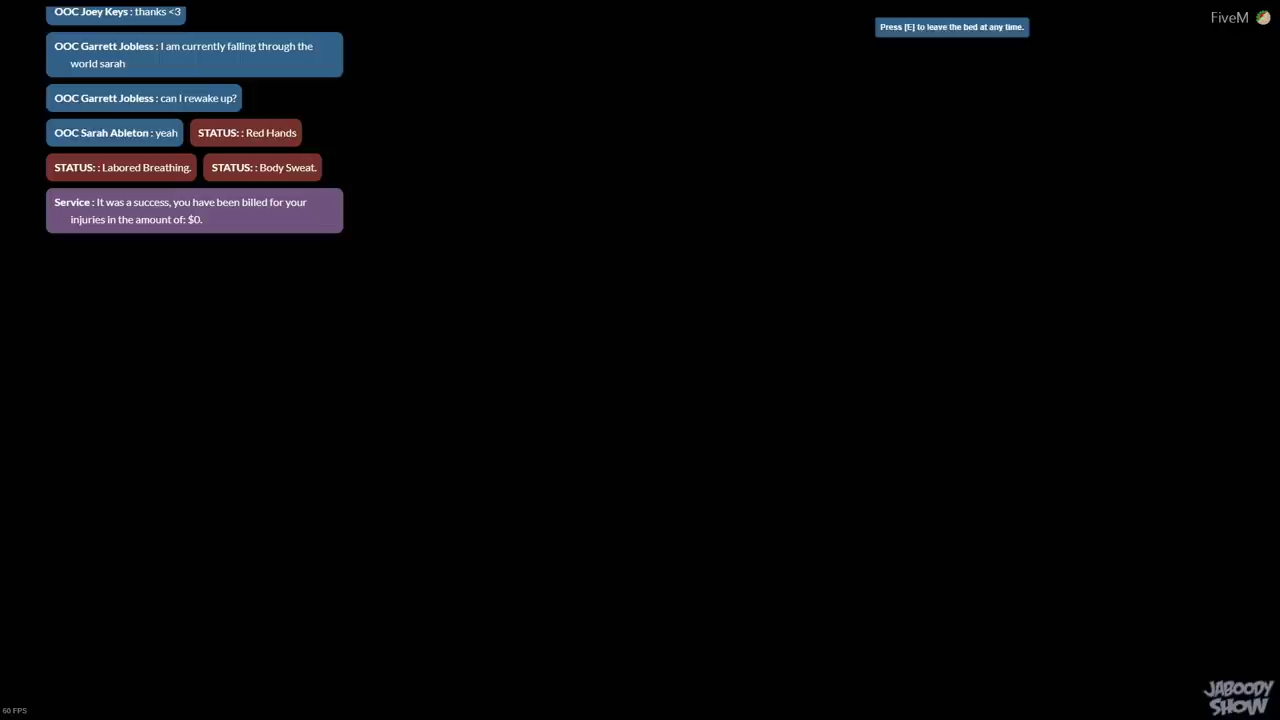 OOC Joey Keys : thanks <3
Press [E] to leave the bed at any time.
FiveM
OOC Garrett Jobless : I am currently falling through the
world sarah
OOC Garrett Jobless : can I rewake up?
OOC Sarah Ableton : yeah
STATUS: : Red Hands
STATUS: : Labored Breathing.
STATUS: : Body Sweat.
Service : It was a success, you have been billed for your
injuries in the amount of: $0.
60 FPS
JABOODY
SHOW